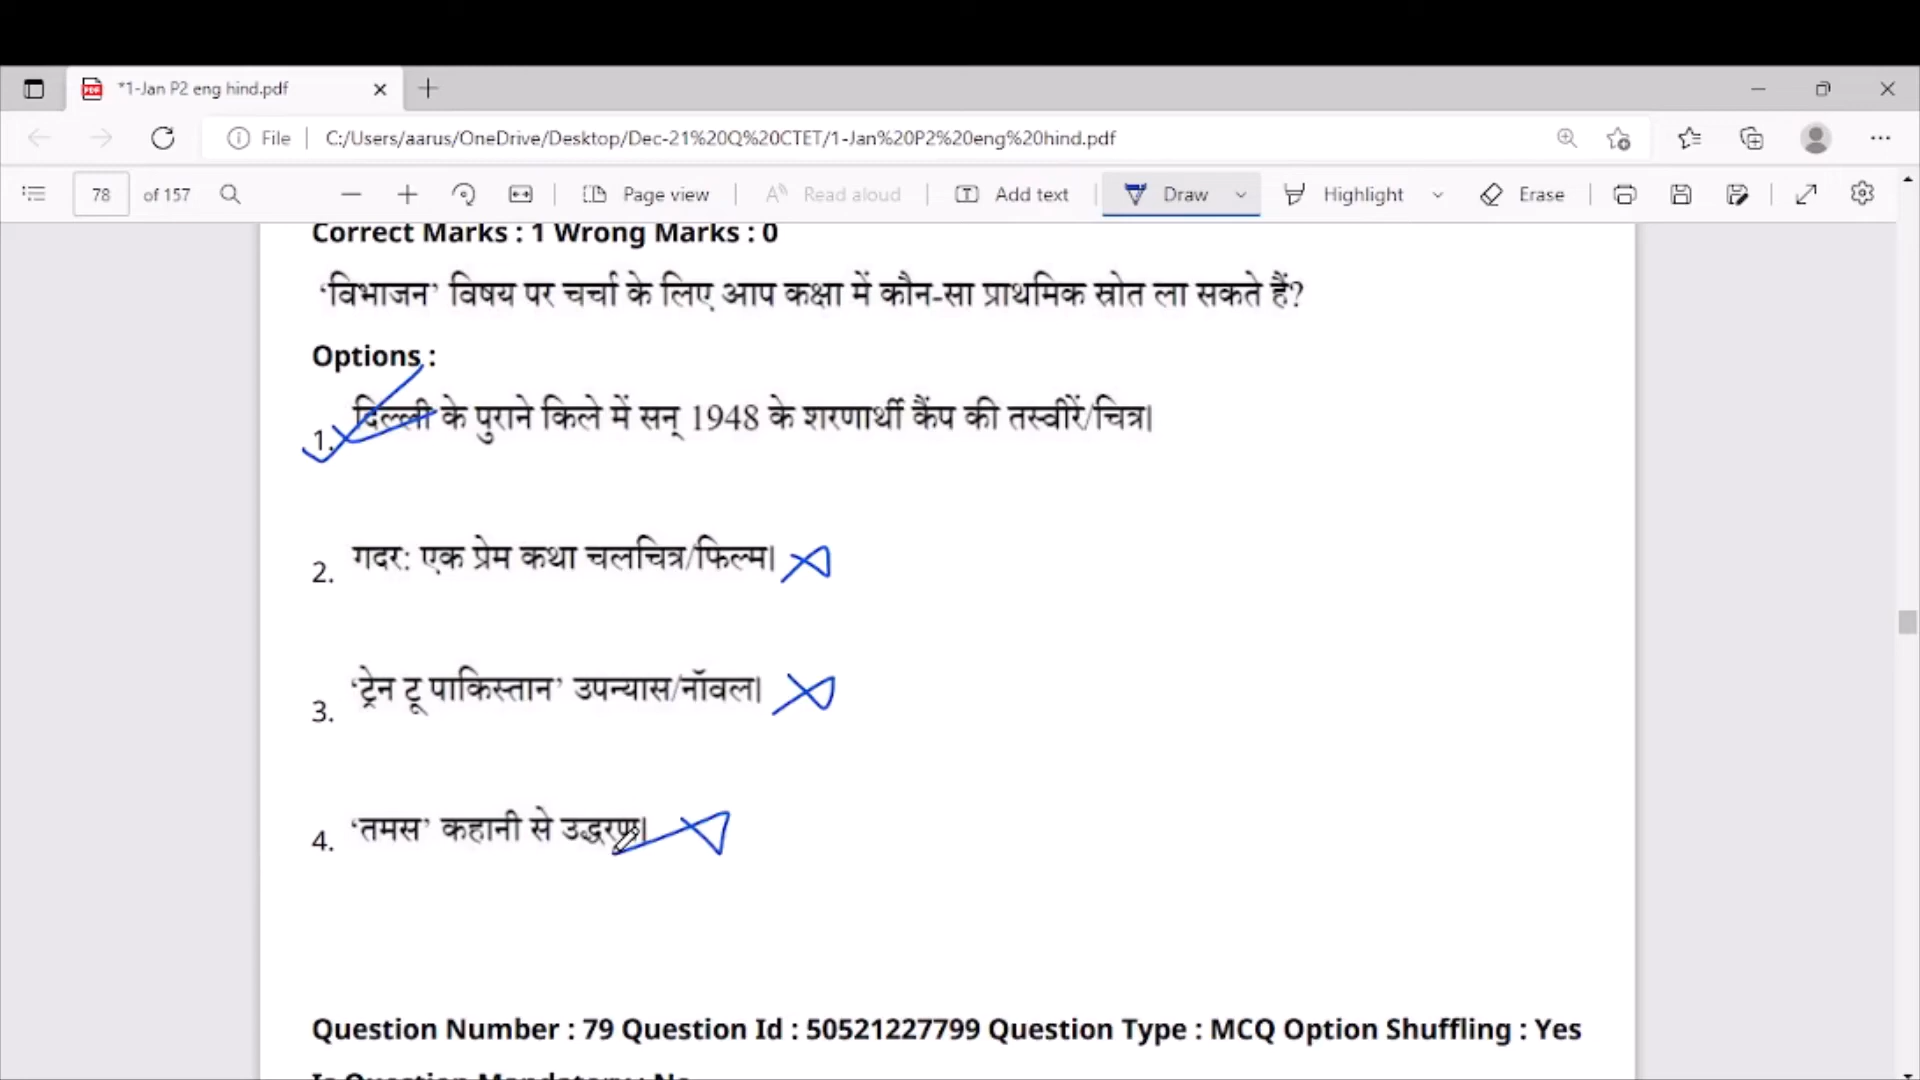 *1-Jan P2 eng hind.pdf
File C:/Users/aarus/OneDrive/Desktop/Dec-21%20Q%20CTET/1-Jan%20P2%20eng%20hind.pdf
78 of 157 Page view Read aloud Add text Draw Highlight Erase
Correct Marks : 1 Wrong Marks : 0
‘विभाजन’ विषय पर चर्चा के लिए आप कक्षा में कौन-सा प्राथमिक स्रोत ला सकते हैं?
Options :
1. दिल्ली के पुराने किले में सन् 1948 के शरणार्थी कैंप की तस्वीरें/चित्र।
2. गदर: एक प्रेम कथा चलचित्र/फिल्म।
3. ‘ट्रेन टू पाकिस्तान’ उपन्यास/नॉवल।
4. ‘तमस’ कहानी से उद्धरण।
Question Number : 79 Question Id : 50521227799 Question Type : MCQ Option Shuffling : Yes
Is Question Mandatory : No